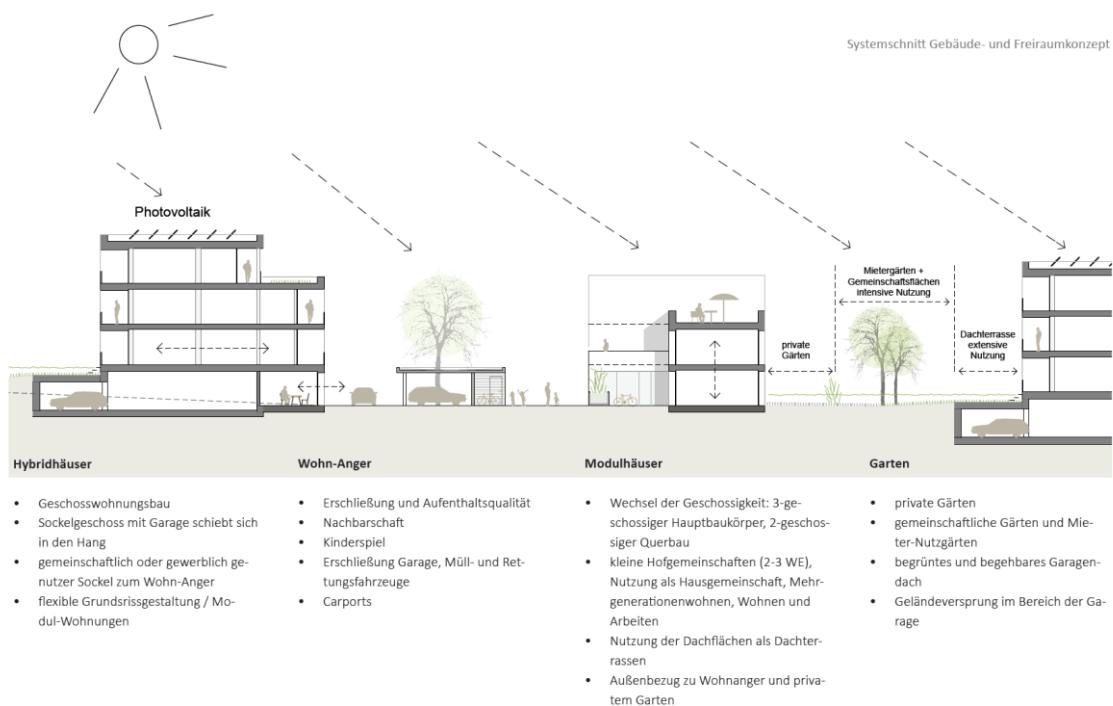 Systemschnitt Gebäude- und Freiraumkonzept
Photovoltaik
Mietergärten +
Gemeinschaftsflächen
intensive Nutzung
private
Gärten
Dachterrasse
extensive
Nutzung
Hybridhäuser
• Geschosswohnungsbau
• Sockelgeschoss mit Garage schiebt sich
in den Hang
• gemeinschaftlich oder gewerblich ge-
nutzer Sockel zum Wohn-Anger
• flexible Grundrissgestaltung / Mo-
dul-Wohnungen
Wohn-Anger
• Erschließung und Aufenthaltsqualität
• Nachbarschaft
• Kinderspiel
• Erschließung Garage, Müll- und Ret-
tungsfahrzeuge
• Carports
Modulhäuser
• Wechsel der Geschossigkeit: 3-ge-
schossiger Hauptbaukörper, 2-geschos-
siger Querbau
• kleine Hofgemeinschaften (2-3 WE),
Nutzung als Hausgemeinschaft, Mehr-
generationenwohnen, Wohnen und
Arbeiten
• Nutzung der Dachflächen als Dachter-
rassen
• Außenbezug zu Wohnanger und priva-
tem Garten
Garten
• private Gärten
• gemeinschaftliche Gärten und Mie-
ter-Nutzgärten
• begrüntes und begehbares Garagen-
dach
• Geländeversprung im Bereich der Ga-
rage